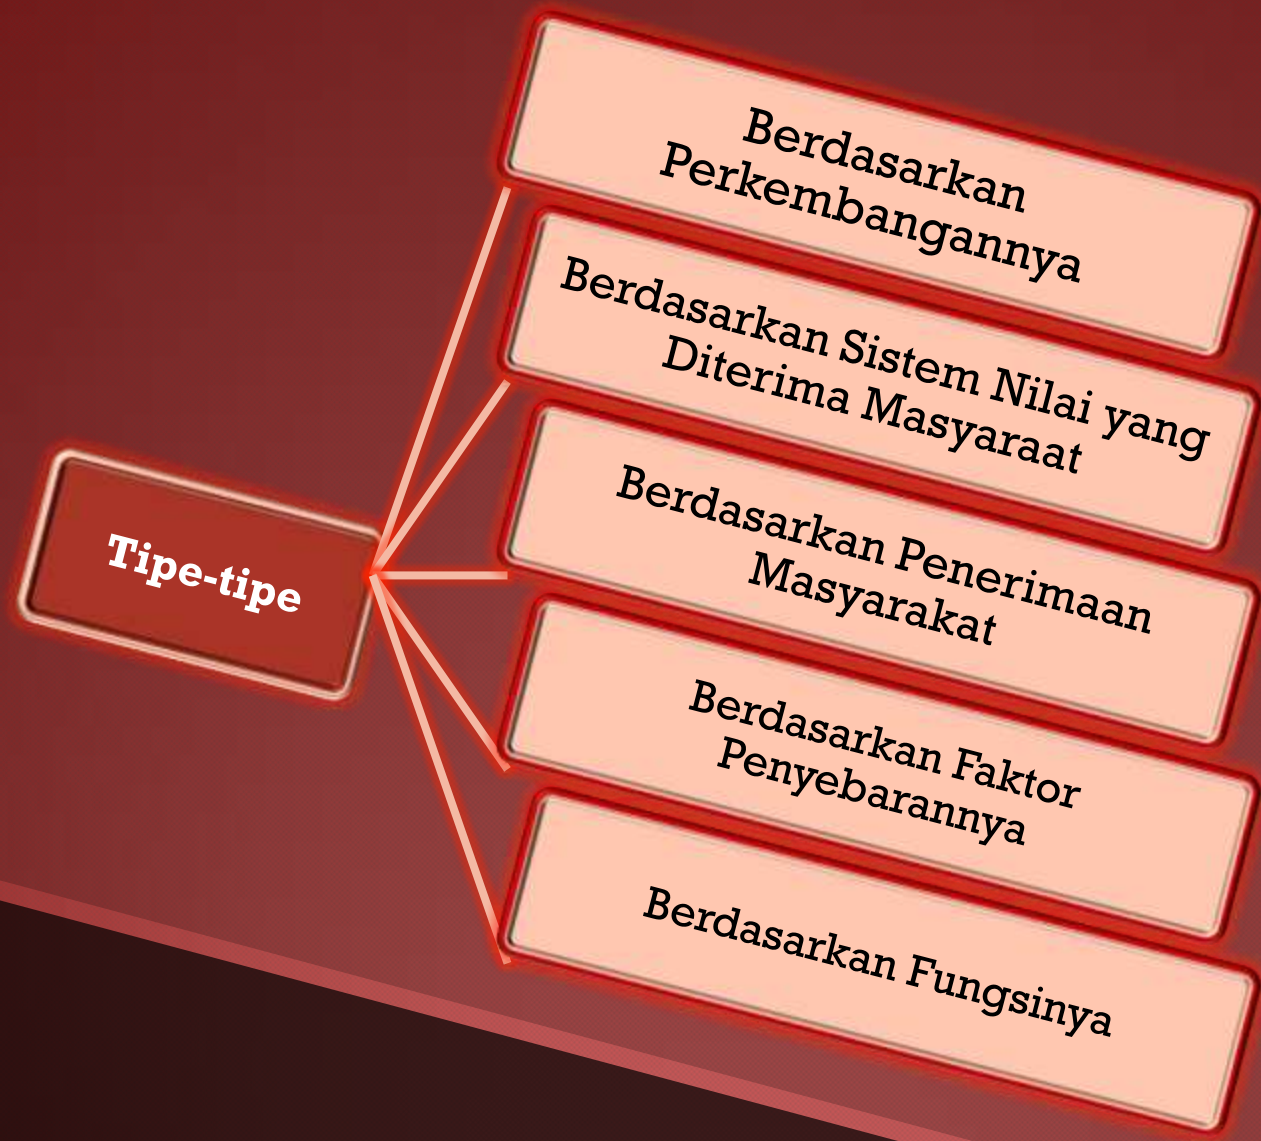 Tipe-tipe
Berdasarkan
Perkembangannya
Berdasarkan Sistem Nilai yang
Diterima Masyaraat
Berdasarkan Penerimaan
Masyarakat
Berdasarkan Faktor
Penyebarannya
Berdasarkan Fungsinya